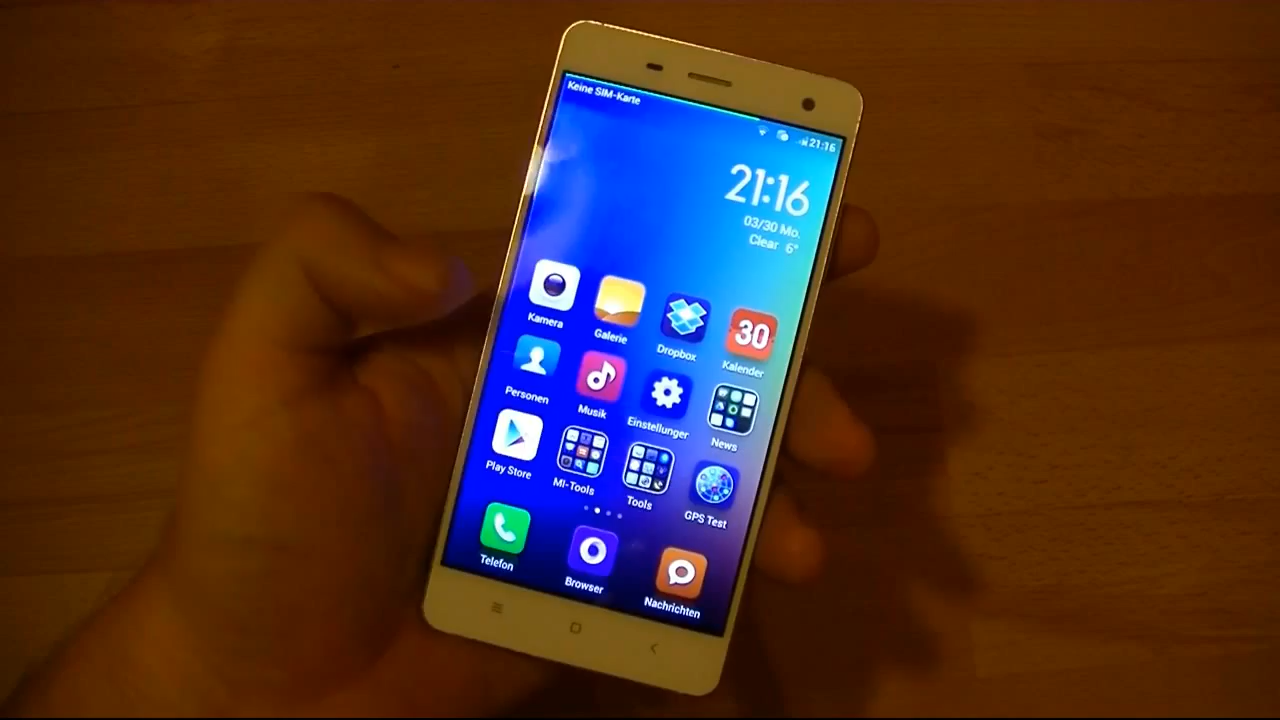 Keine SIM-Karte
21:16
21:16
03/30 Mo.
Clear 6°
Kamera
Galerie
Dropbox
30
Kalender
Personen
Musik
Einstellungen
News
Play Store
MI-Tools
Tools
GPS Test
Telefon
Browser
Nachrichten